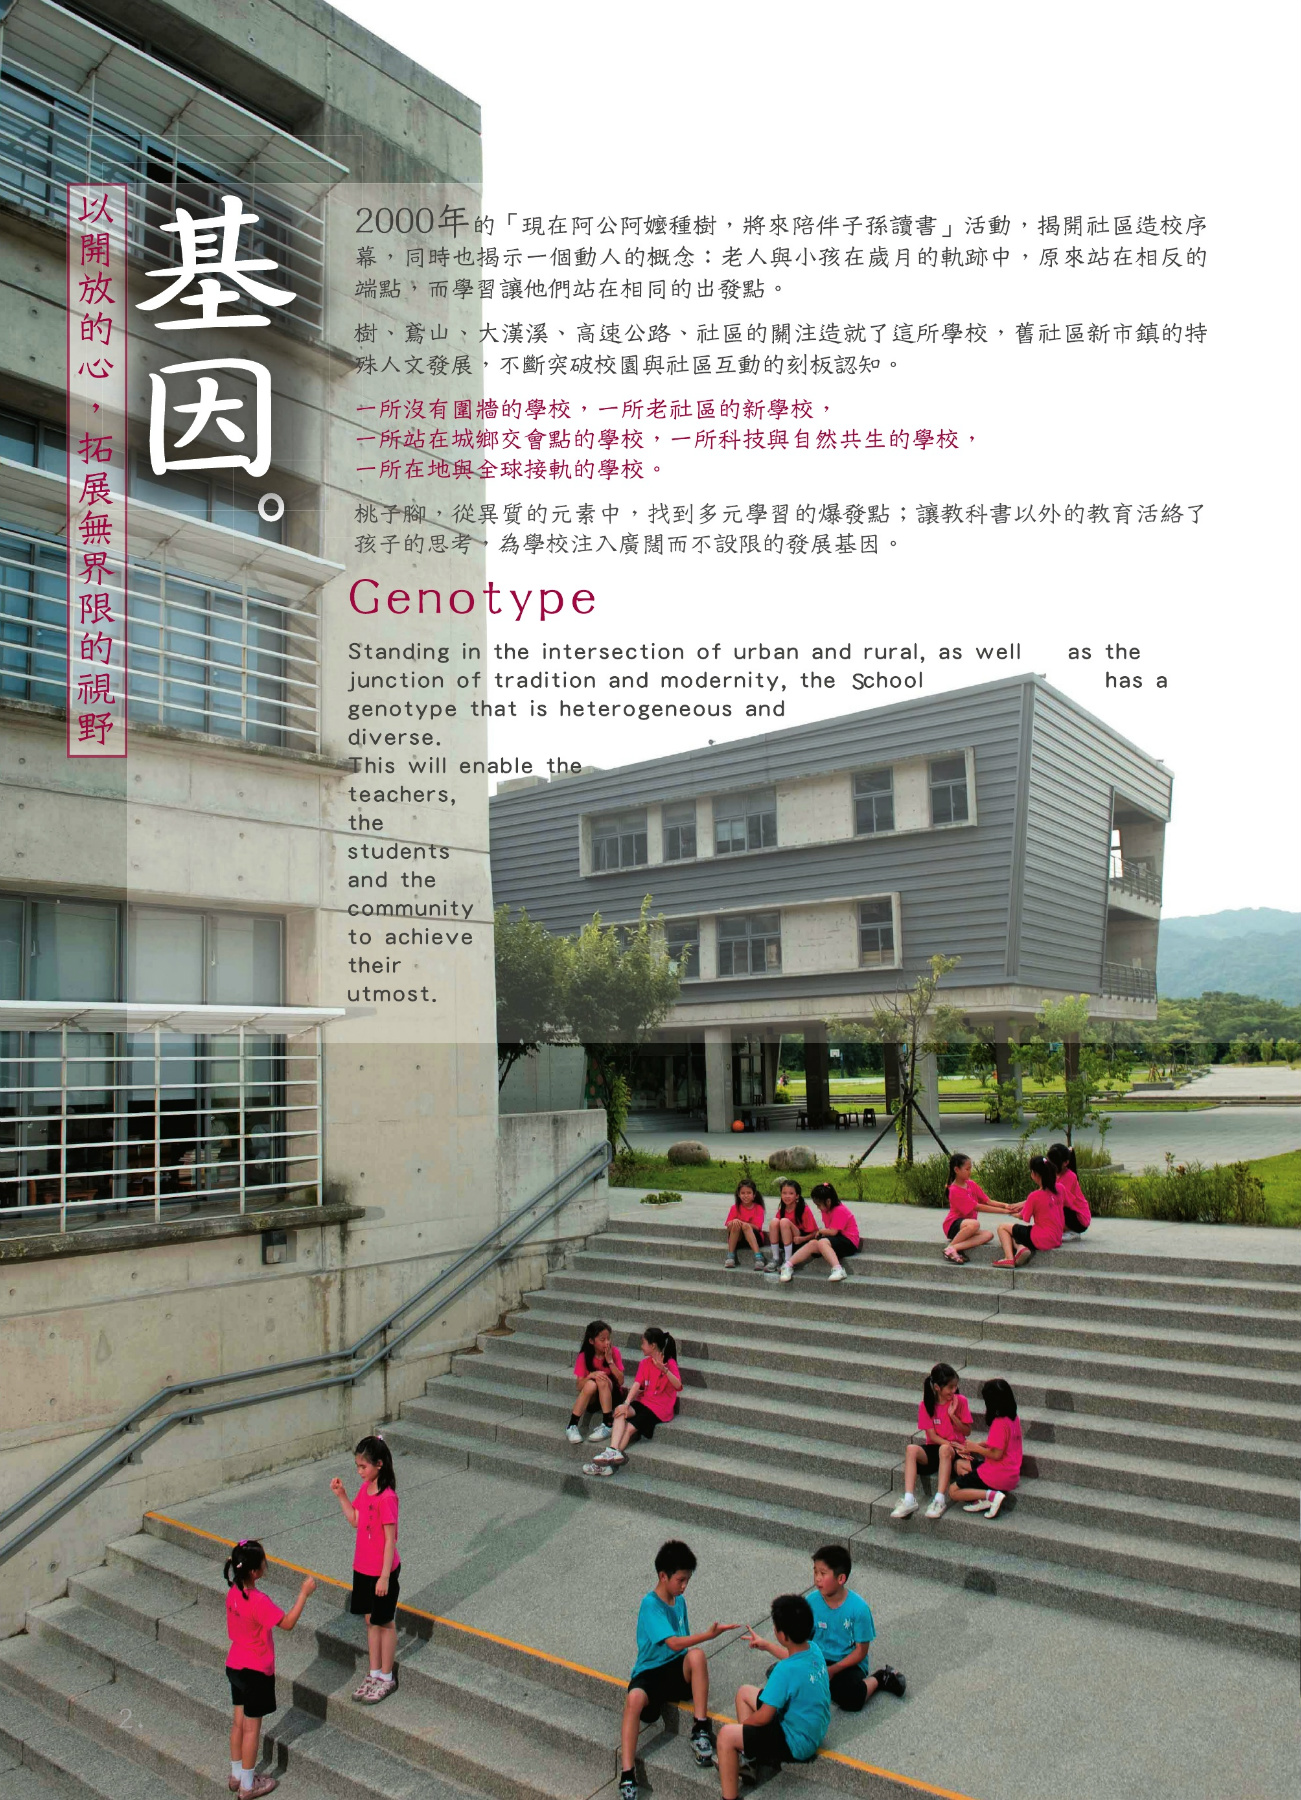 以開放的心，拓展無界限的視野
基因。
2000年的「現在阿公阿嬤種樹，將來陪伴子孫讀書」活動，揭開社區造校序
幕，同時也揭示一個動人的概念：老人與小孩在歲月的軌跡中，原來站在相反的
端點，而學習讓他們站在相同的出發點。
樹、鳶山、大漢溪、高速公路、社區的關注造就了這所學校，舊社區新市鎮的特
殊人文發展，不斷突破校園與社區互動的刻板認知。
一所沒有圍牆的學校，一所老社區的新學校，
一所站在城鄉交會點的學校，一所科技與自然共生的學校，
一所在地與全球接軌的學校。
桃子腳，從異質的元素中，找到多元學習的爆發點；讓教科書以外的教育活絡了
孩子的思考，為學校注入廣闊而不設限的發展基因。
Genotype
Standing in the intersection of urban and rural, as well as the
junction of tradition and modernity, the School has a
genotype that is heterogeneous and
diverse.
This will enable the
teachers,
the
students
and the
community
to achieve
their
utmost.
2.